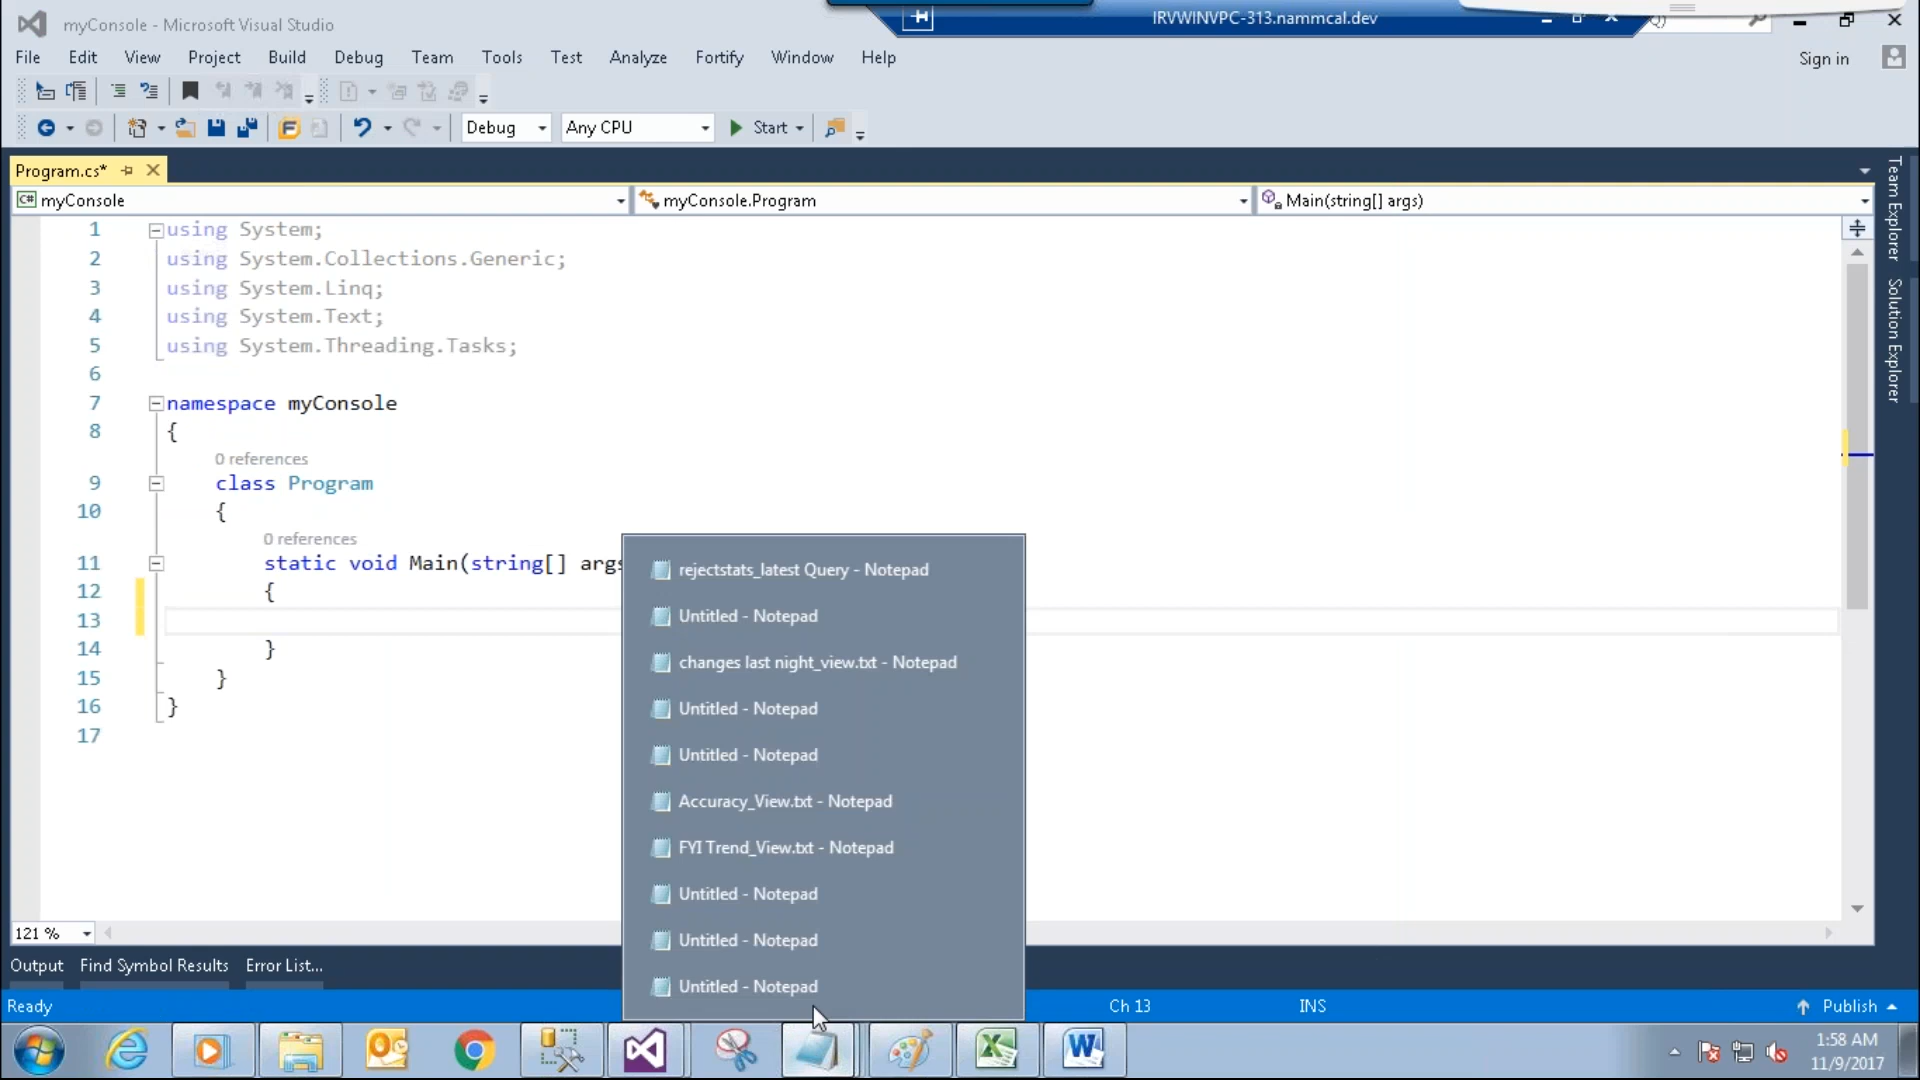 myConsole - Microsoft Visual Studio
IRVWINVPC-313.nammcal.dev
File Edit View Project Build Debug Team Tools Test Analyze Fortify Window Help
Sign in
Debug Any CPU Start
Program.cs*
C# myConsole myConsole.Program Main(string[] args)
1 using System;
2 using System.Collections.Generic;
3 using System.Linq;
4 using System.Text;
5 using System.Threading.Tasks;
6
7 namespace myConsole
8 {
0 references
9 class Program
10 {
0 references
11 static void Main(string[] args
12 {
13
14 }
15 }
16 }
17
Team Explorer
Solution Explorer
rejectstats_latest Query - Notepad
Untitled - Notepad
changes last night_view.txt - Notepad
Untitled - Notepad
Untitled - Notepad
Accuracy_View.txt - Notepad
FYI Trend_View.txt - Notepad
Untitled - Notepad
Untitled - Notepad
Untitled - Notepad
121 %
Output Find Symbol Results Error List...
Ready Ch 13 INS Publish
1:58 AM
11/9/2017